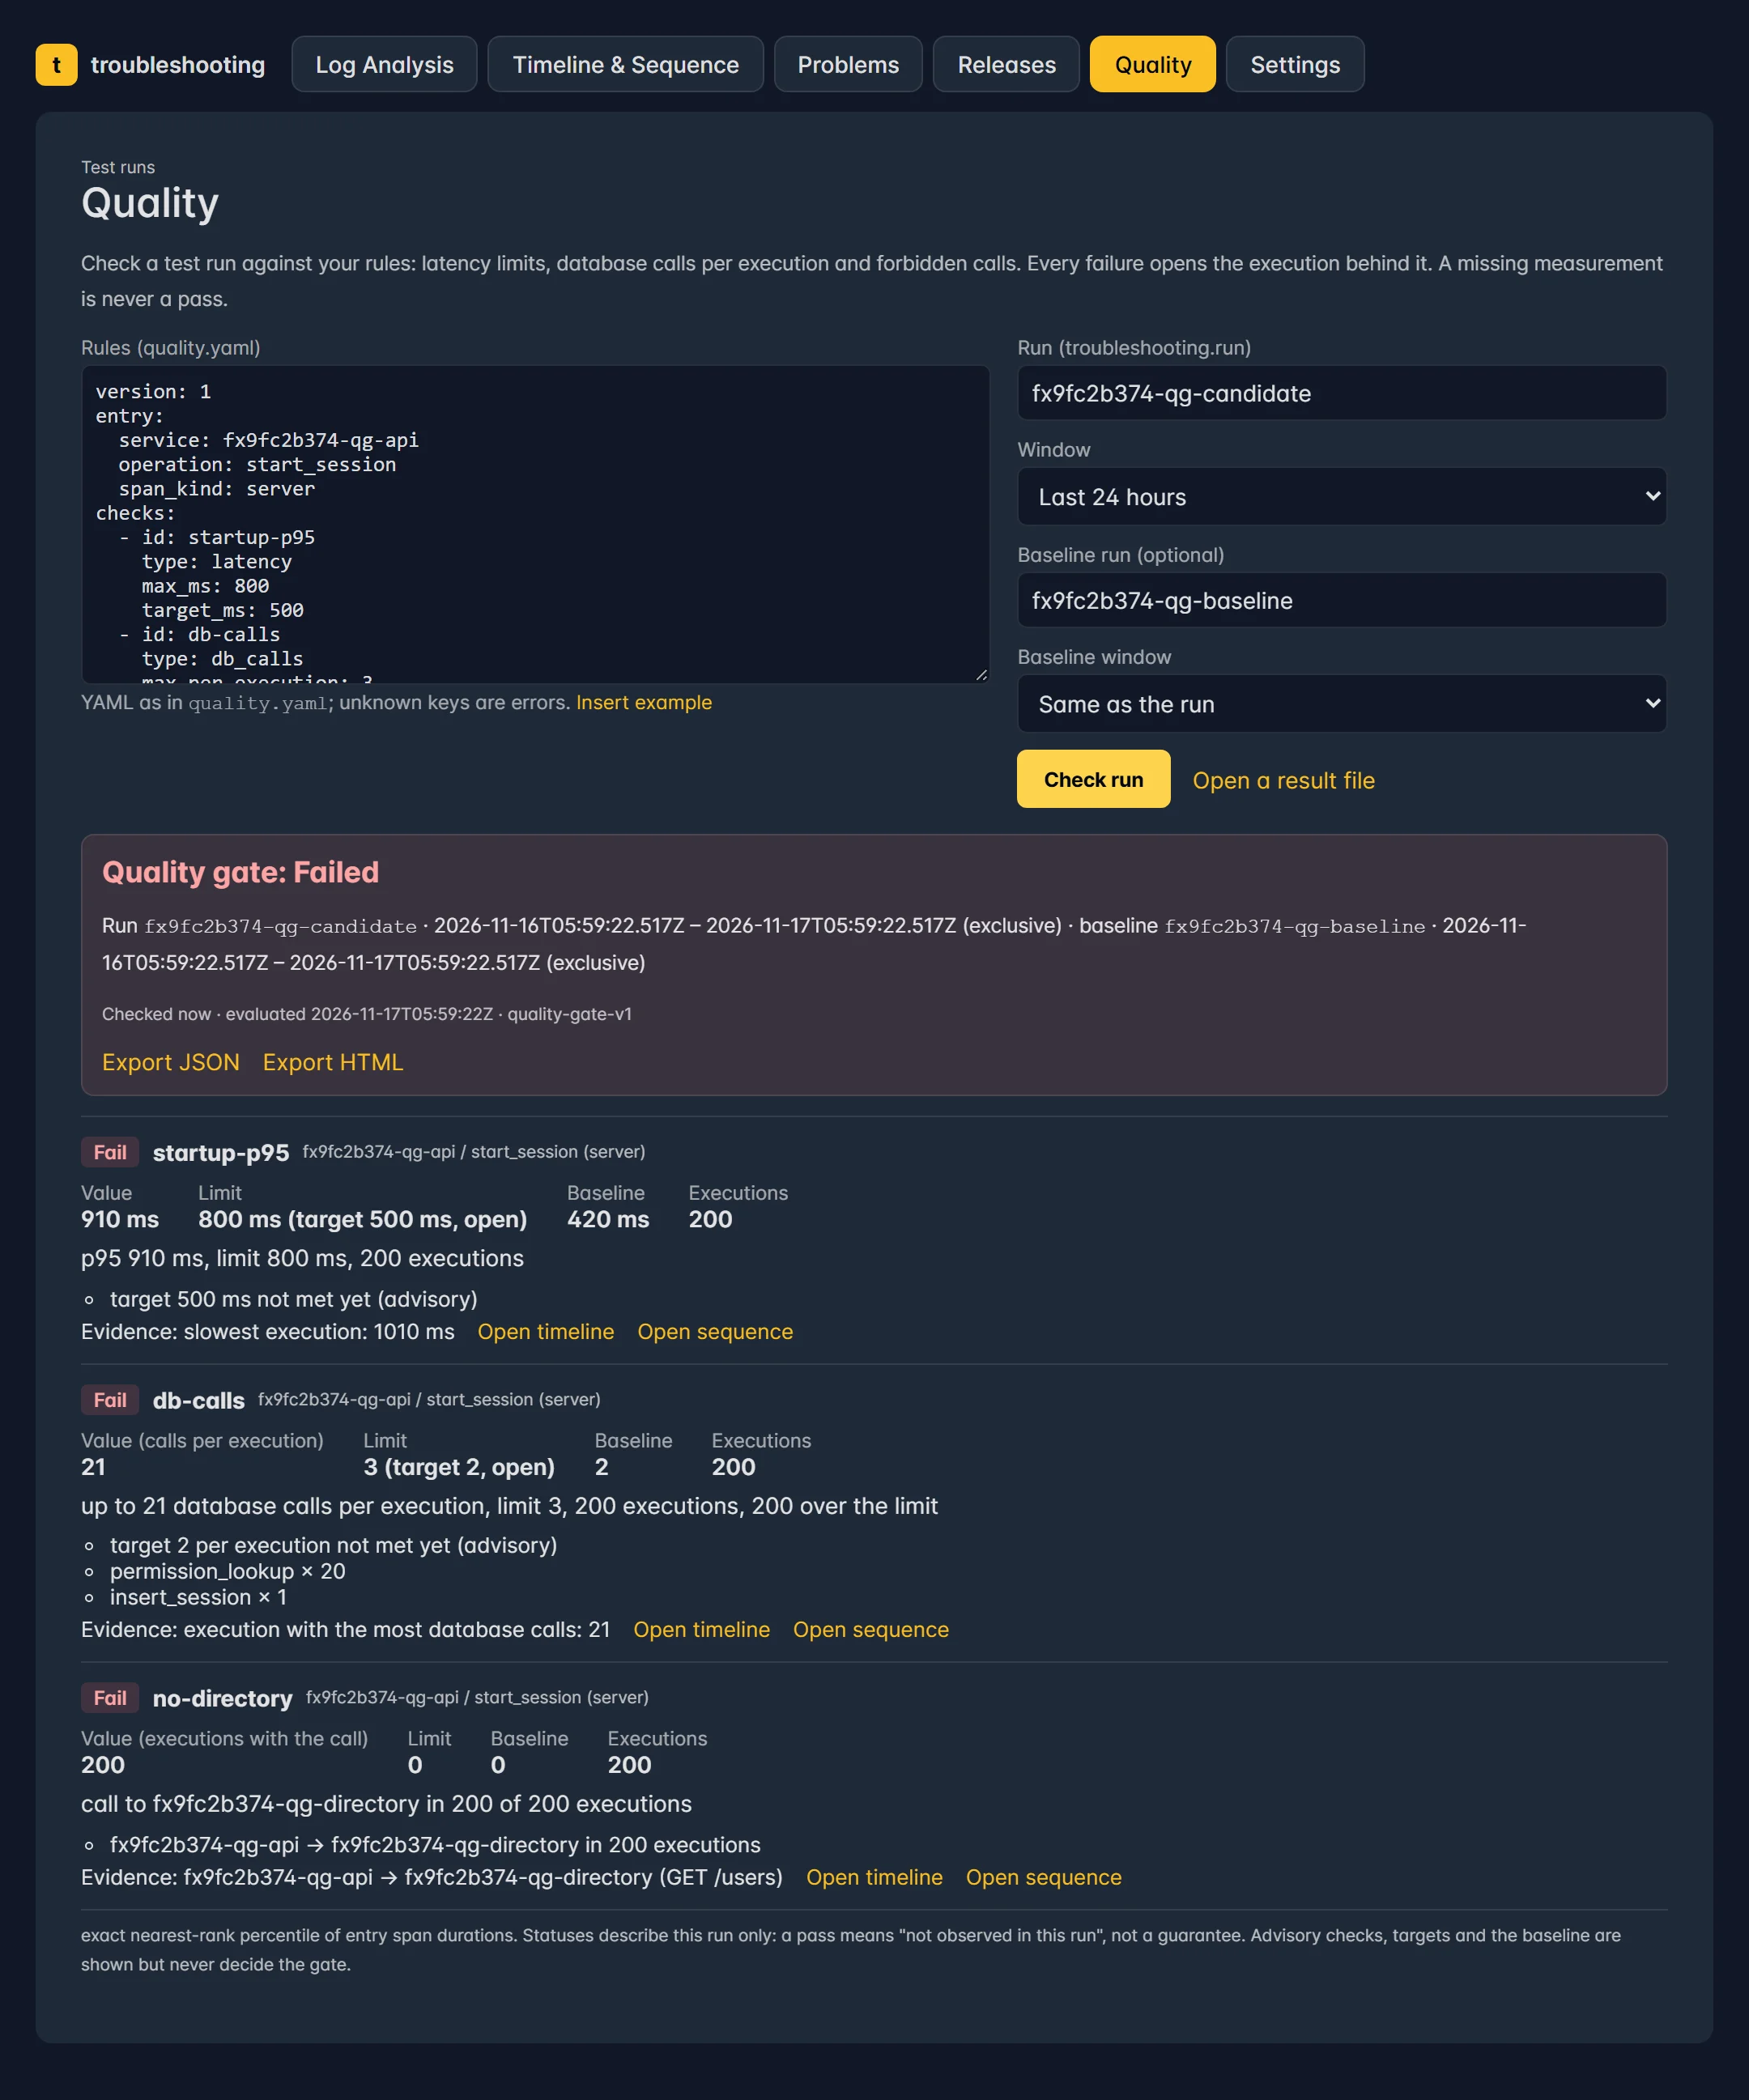 t troubleshooting Log Analysis Timeline & Sequence Problems Releases Quality Settings
Test runs
Quality
Check a test run against your rules: latency limits, database calls per execution and forbidden calls. Every failure opens the execution behind it. A missing measurement
is never a pass.
Rules (quality.yaml)
version: 1
entry:
  service: fx9fc2b374-qg-api
  operation: start_session
  span_kind: server
checks:
  - id: startup-p95
    type: latency
    max_ms: 800
    target_ms: 500
  - id: db-calls
    type: db_calls
    max_per_execution: 3
YAML as in quality.yaml; unknown keys are errors. Insert example
Run (troubleshooting.run)
fx9fc2b374-qg-candidate
Window
Last 24 hours
Baseline run (optional)
fx9fc2b374-qg-baseline
Baseline window
Same as the run
Check run Open a result file
Quality gate: Failed
Run fx9fc2b374-qg-candidate · 2026-11-16T05:59:22.517Z – 2026-11-17T05:59:22.517Z (exclusive) · baseline fx9fc2b374-qg-baseline · 2026-11-
16T05:59:22.517Z – 2026-11-17T05:59:22.517Z (exclusive)
Checked now · evaluated 2026-11-17T05:59:22Z · quality-gate-v1
Export JSON Export HTML
Fail startup-p95 fx9fc2b374-qg-api / start_session (server)
Value Limit Baseline Executions
910 ms 800 ms (target 500 ms, open) 420 ms 200
p95 910 ms, limit 800 ms, 200 executions
target 500 ms not met yet (advisory)
Evidence: slowest execution: 1010 ms Open timeline Open sequence
Fail db-calls fx9fc2b374-qg-api / start_session (server)
Value (calls per execution) Limit Baseline Executions
21 3 (target 2, open) 2 200
up to 21 database calls per execution, limit 3, 200 executions, 200 over the limit
target 2 per execution not met yet (advisory)
permission_lookup × 20
insert_session × 1
Evidence: execution with the most database calls: 21 Open timeline Open sequence
Fail no-directory fx9fc2b374-qg-api / start_session (server)
Value (executions with the call) Limit Baseline Executions
200 0 0 200
call to fx9fc2b374-qg-directory in 200 of 200 executions
fx9fc2b374-qg-api → fx9fc2b374-qg-directory in 200 executions
Evidence: fx9fc2b374-qg-api → fx9fc2b374-qg-directory (GET /users) Open timeline Open sequence
exact nearest-rank percentile of entry span durations. Statuses describe this run only: a pass means "not observed in this run", not a guarantee. Advisory checks, targets and the baseline are
shown but never decide the gate.